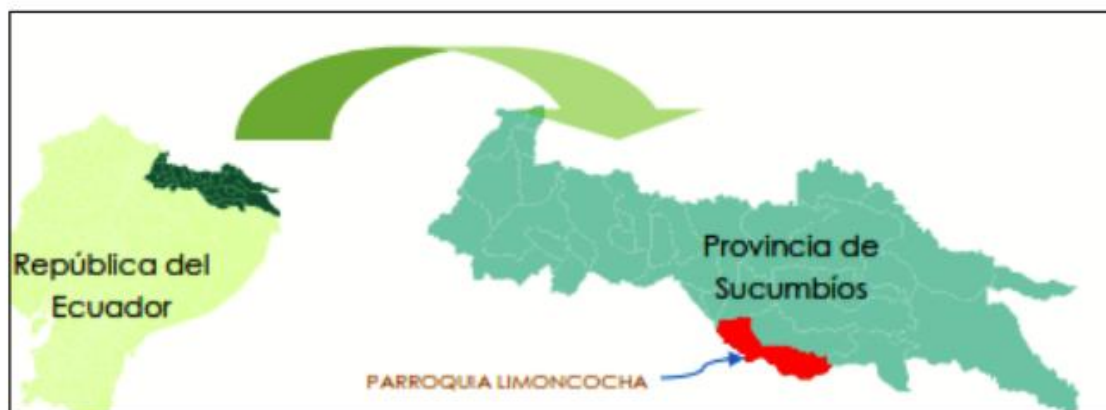 República del
Ecuador
Provincia de
Sucumbíos
PARROQUIA LIMONCOCHA